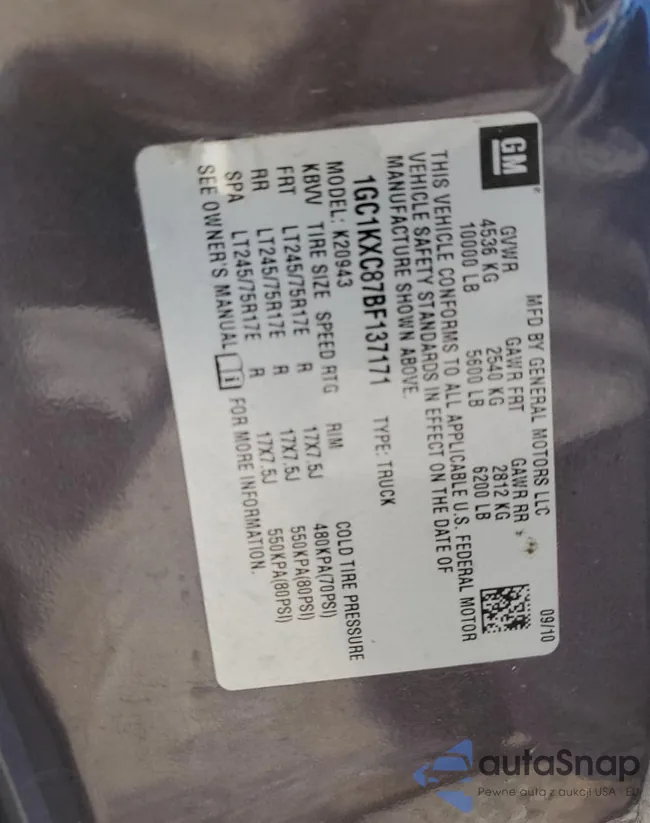 GM
MFD BY GENERAL MOTORS LLC 09/10
GVWR GAWR FRT GAWR RR
4536 KG 2540 KG 2812 KG
10000 LB 5600 LB 6200 LB
THIS VEHICLE CONFORMS TO ALL APPLICABLE U.S. FEDERAL MOTOR
VEHICLE SAFETY STANDARDS IN EFFECT ON THE DATE OF
MANUFACTURE SHOWN ABOVE.
1GC1KXC87BF137171 TYPE: TRUCK
MODEL: K20943
KBVV TIRE SIZE SPEED RTG RIM COLD TIRE PRESSURE
FRT LT245/75R17E R 17X7.5J 480KPA(70PSI)
RR LT245/75R17E R 17X7.5J 550KPA(80PSI)
SPA LT245/75R17E R 17X7.5J 550KPA(80PSI)
SEE OWNER'S MANUAL FOR MORE INFORMATION.
autaSnap
Pewne auta z aukcji USA i EU